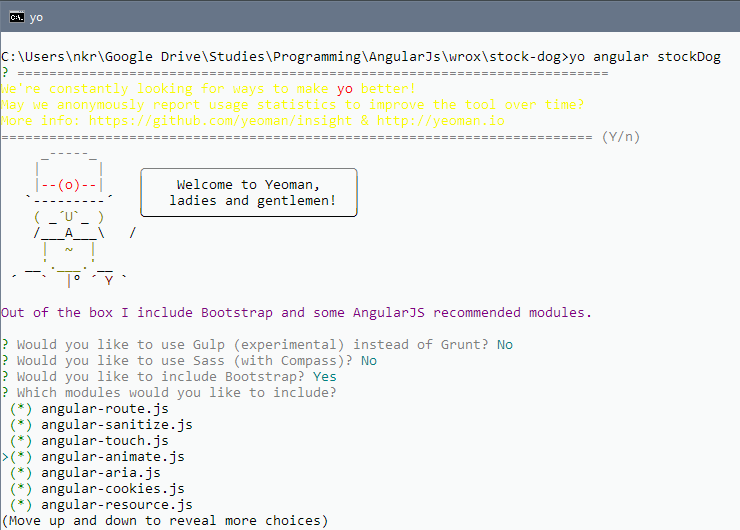 yo
C:\Users\nkr\Google Drive\Studies\Programming\AngularJs\wrox\stock-dog>yo angular stockDog
? ==========================================================================
We're constantly looking for ways to make yo better!
May we anonymously report usage statistics to improve the tool over time?
More info: https://github.com/yeoman/insight & http://yeoman.io
========================================================================== (Y/n)
     _-----_
    |       |
    |--(o)--|        Welcome to Yeoman,
   `---------´      ladies and gentlemen!
    ( _´U`_ )
    /___A___\   /
     |  ~  |
   __'.___.'__
 ´   `  |° ´ Y `
Out of the box I include Bootstrap and some AngularJS recommended modules.
? Would you like to use Gulp (experimental) instead of Grunt? No
? Would you like to use Sass (with Compass)? No
? Would you like to include Bootstrap? Yes
? Which modules would you like to include?
 (*) angular-route.js
 (*) angular-sanitize.js
 (*) angular-touch.js
>(*) angular-animate.js
 (*) angular-aria.js
 (*) angular-cookies.js
 (*) angular-resource.js
(Move up and down to reveal more choices)